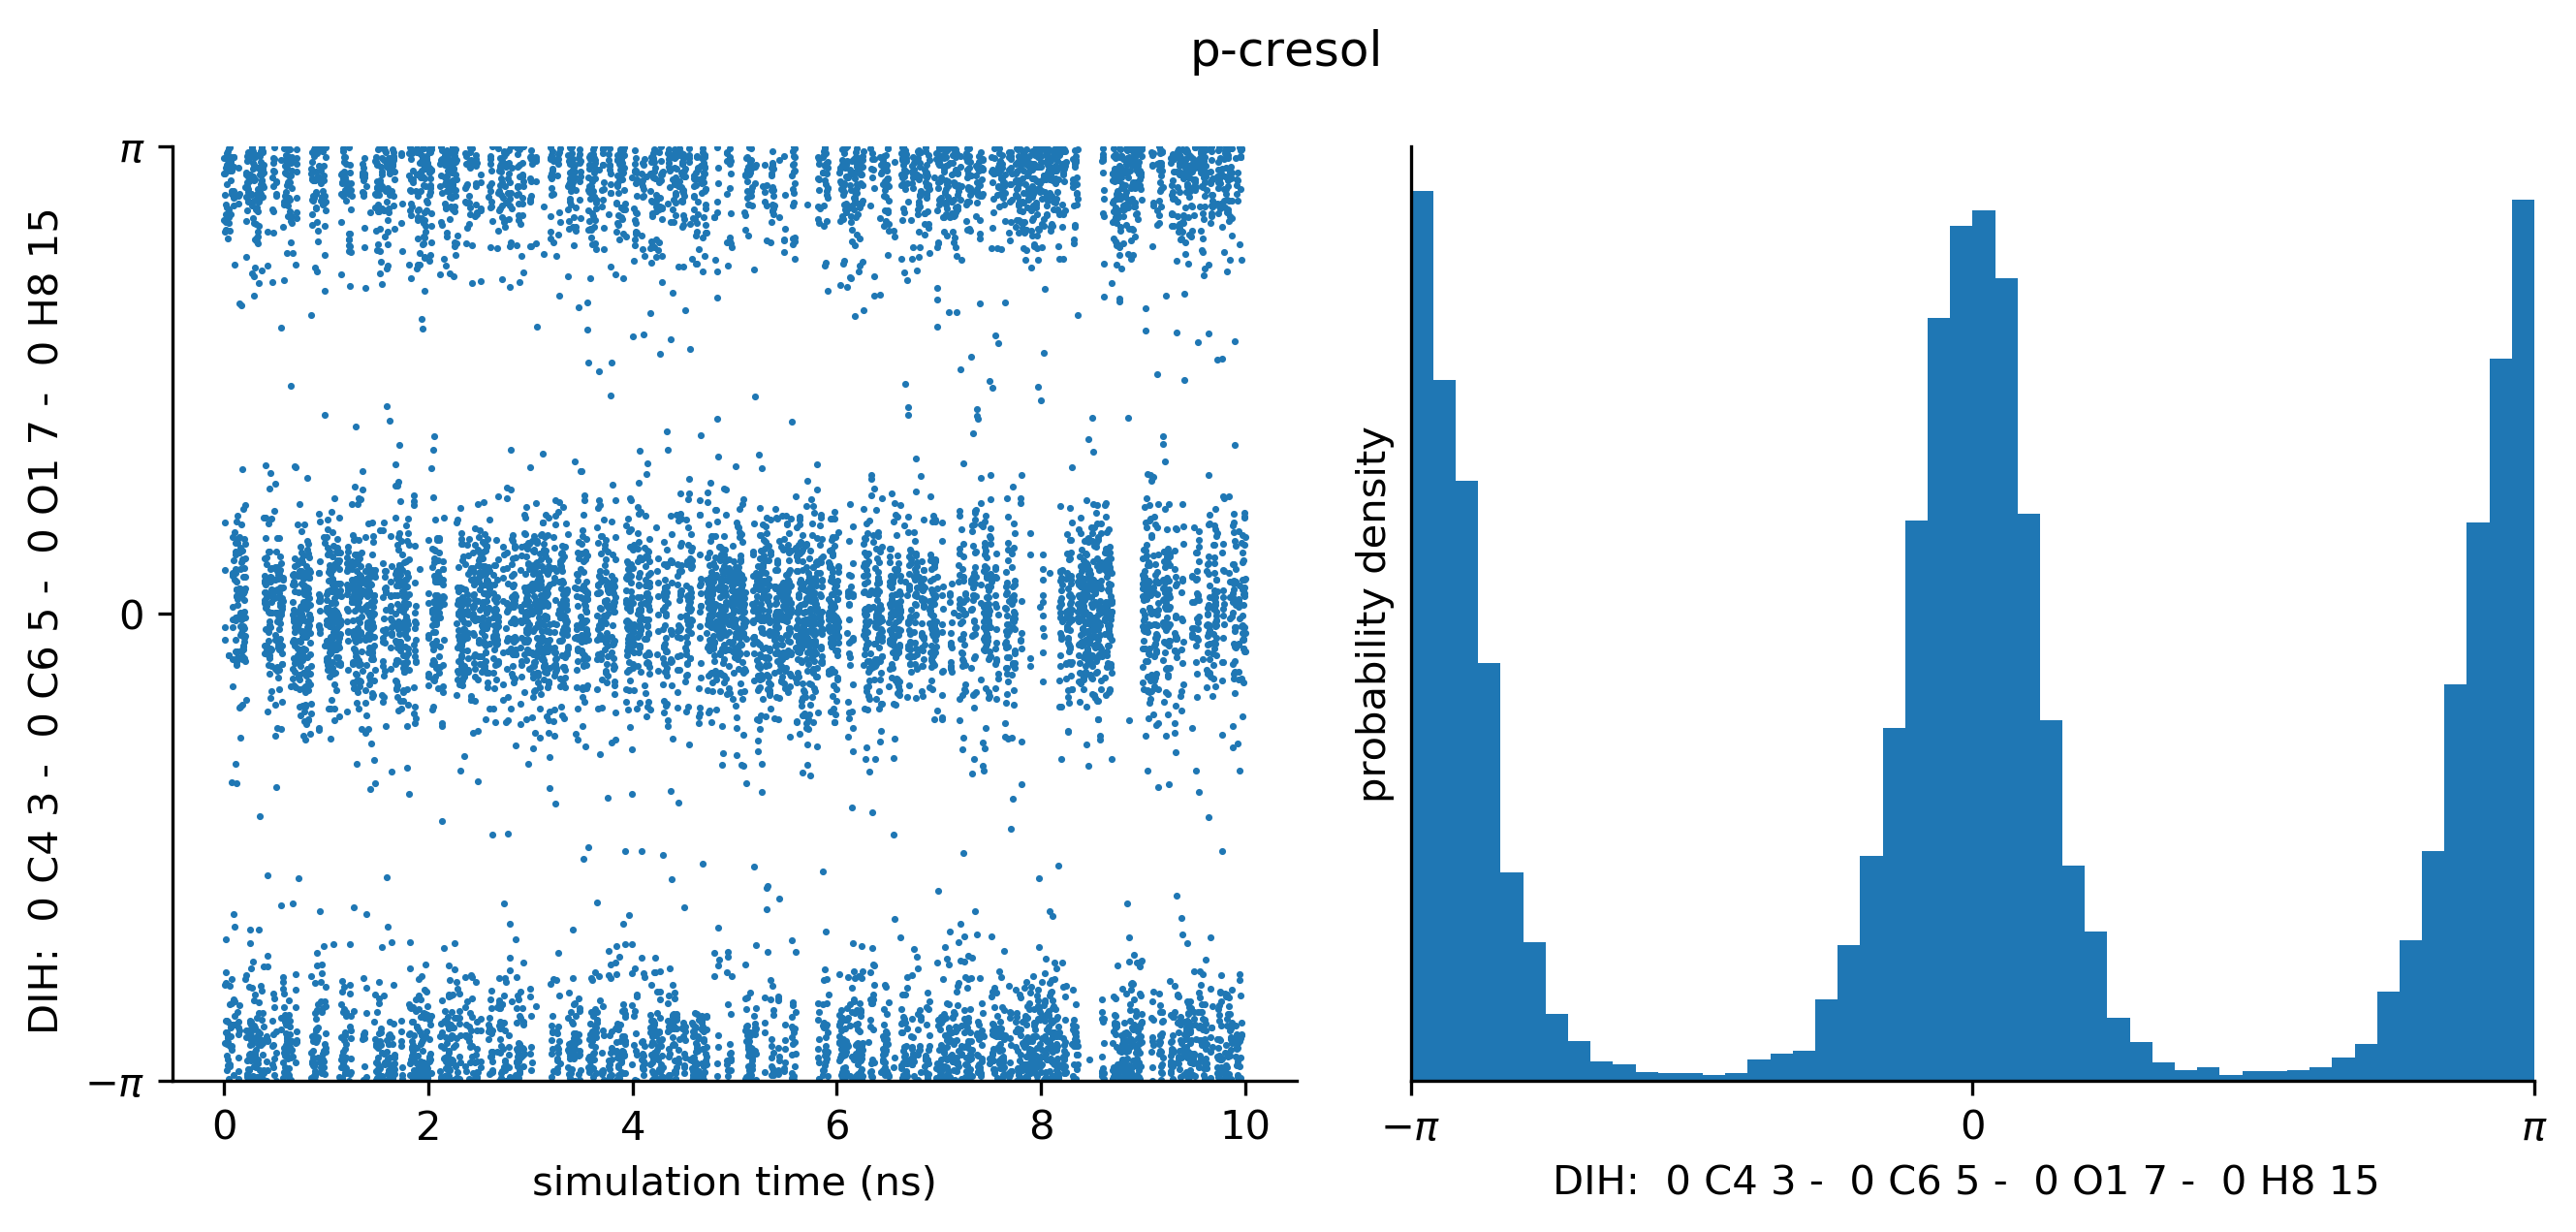 p-cresol
DIH:  0 C4 3 -  0 C6 5 -  0 O1 7 -  0 H8 15
π
0
−π
0 2 4 6 8 10
simulation time (ns)
probability density
−π 0 π
DIH:  0 C4 3 -  0 C6 5 -  0 O1 7 -  0 H8 15